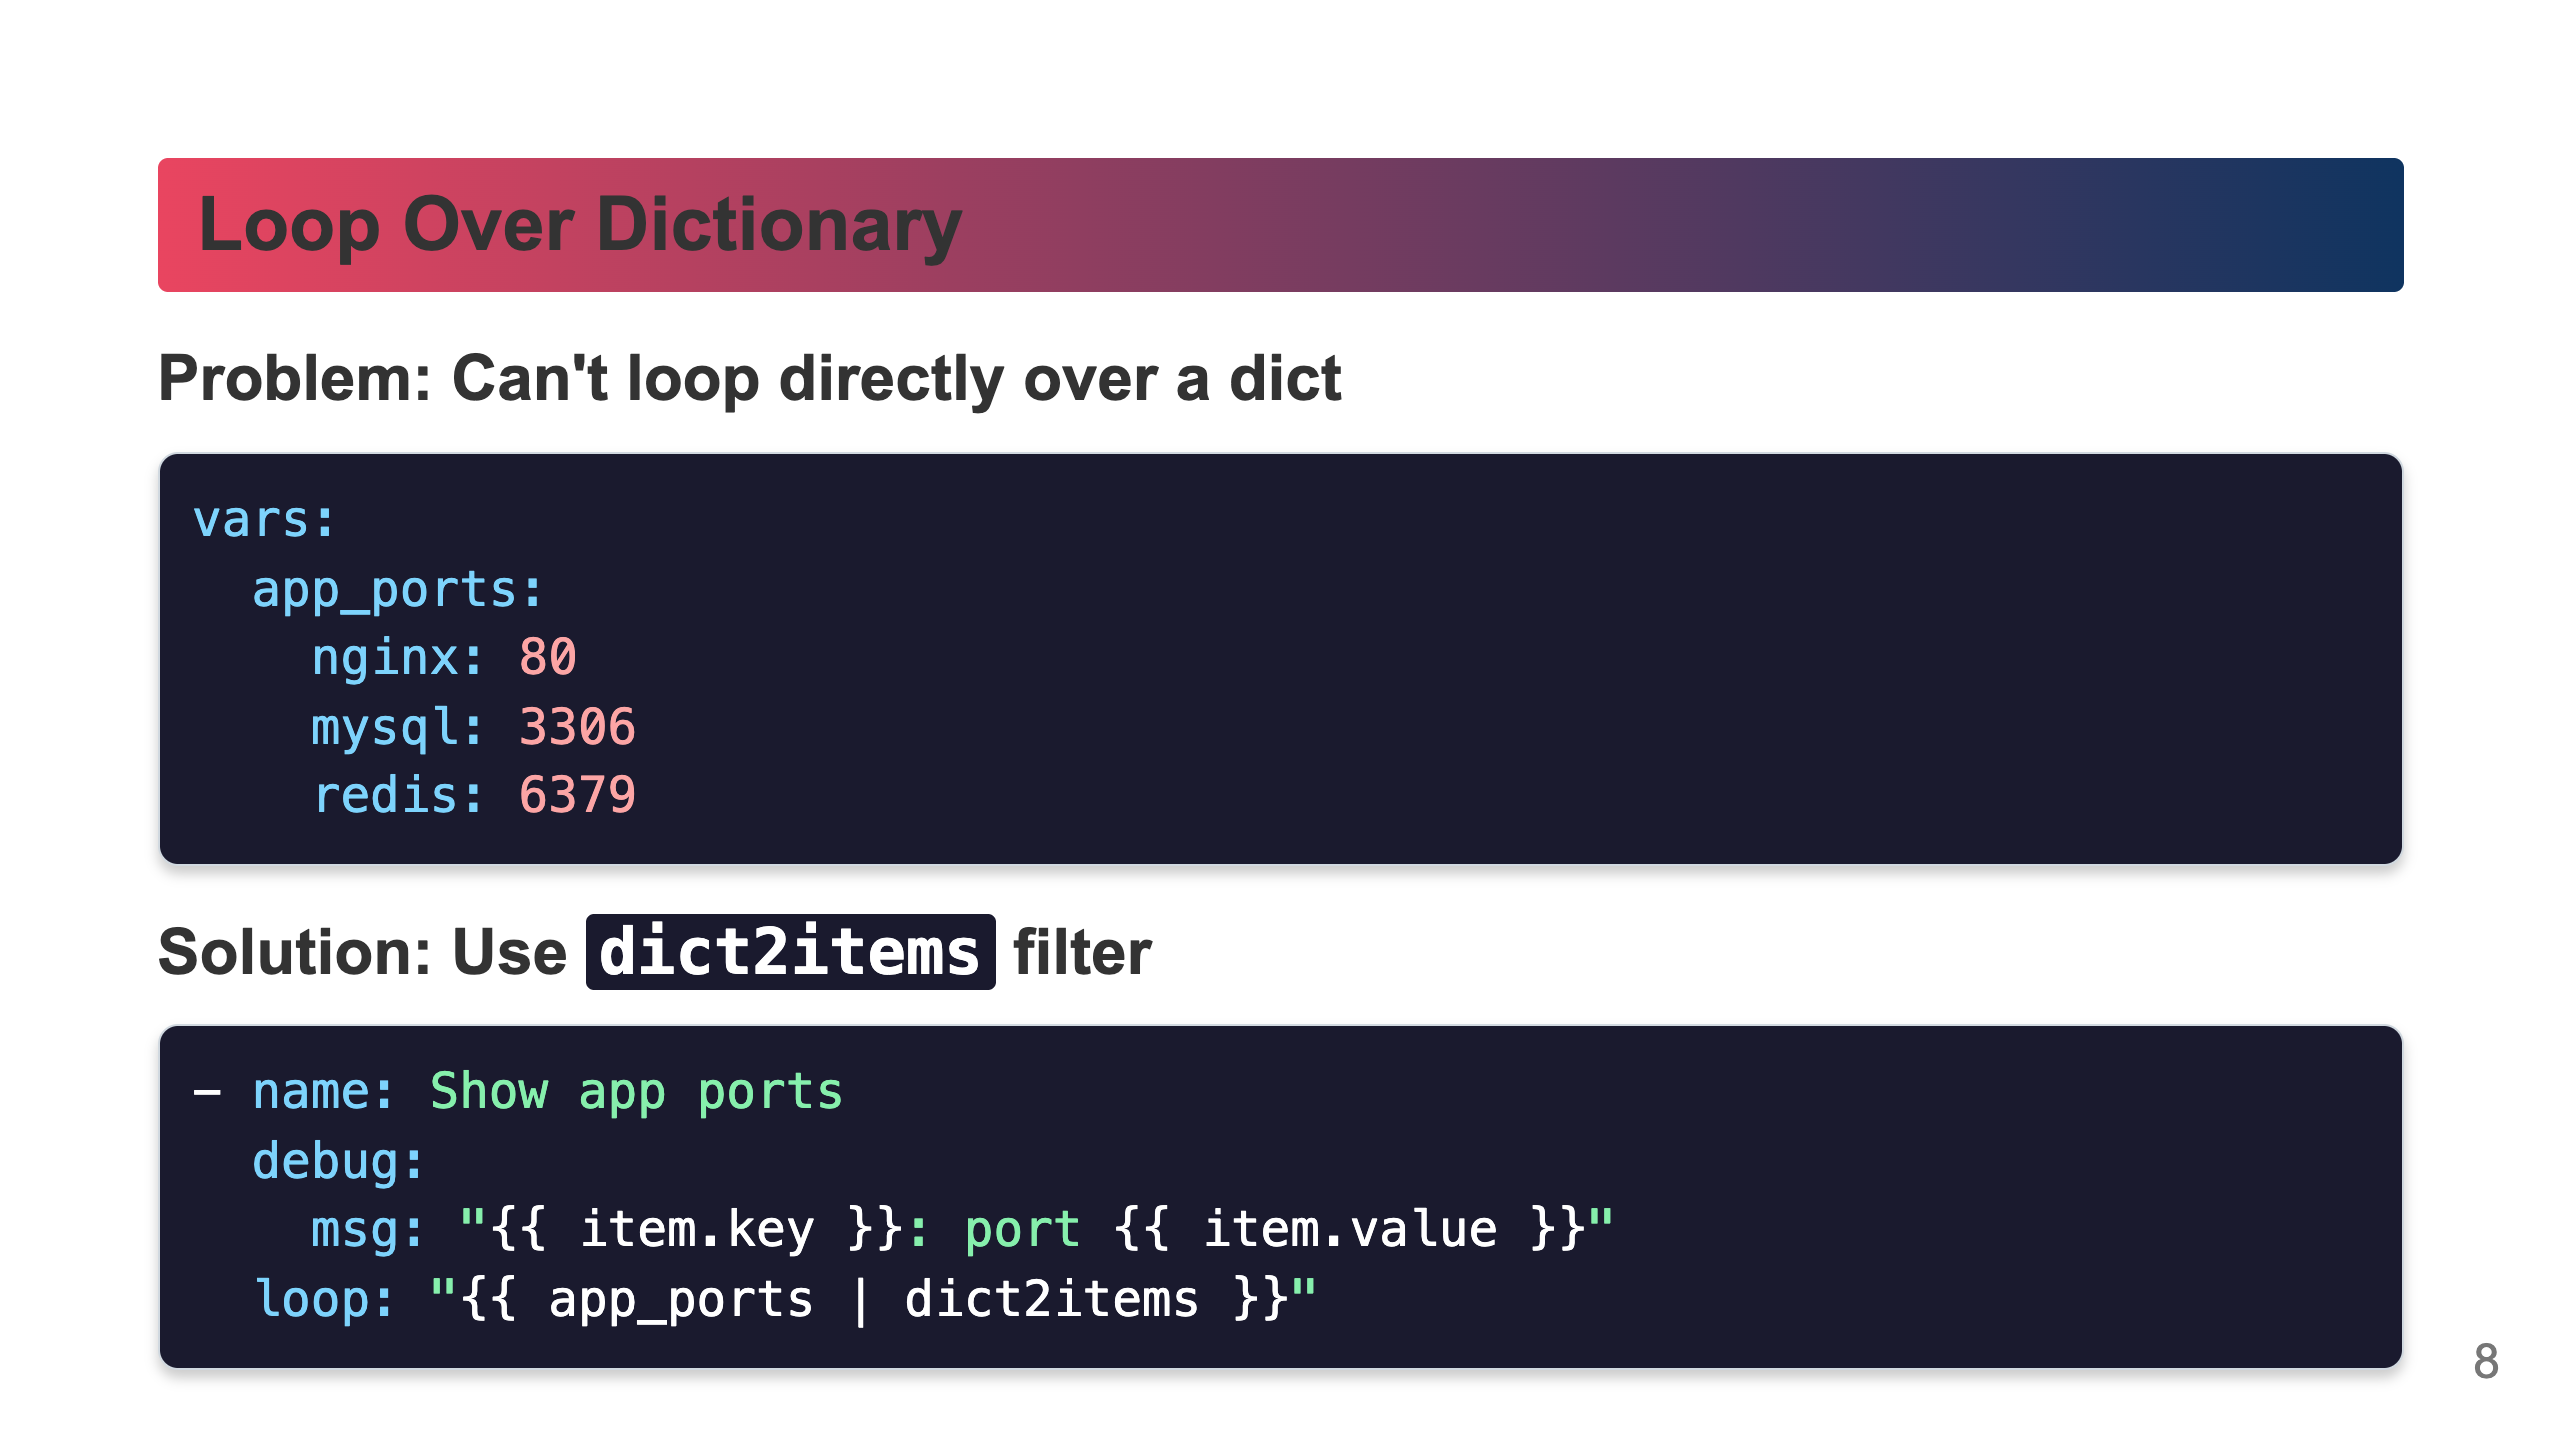 Loop Over Dictionary
Problem: Can't loop directly over a dict
vars:
  app_ports:
    nginx: 80
    mysql: 3306
    redis: 6379
Solution: Use dict2items filter
- name: Show app ports
  debug:
    msg: "{{ item.key }}: port {{ item.value }}"
  loop: "{{ app_ports | dict2items }}"
8